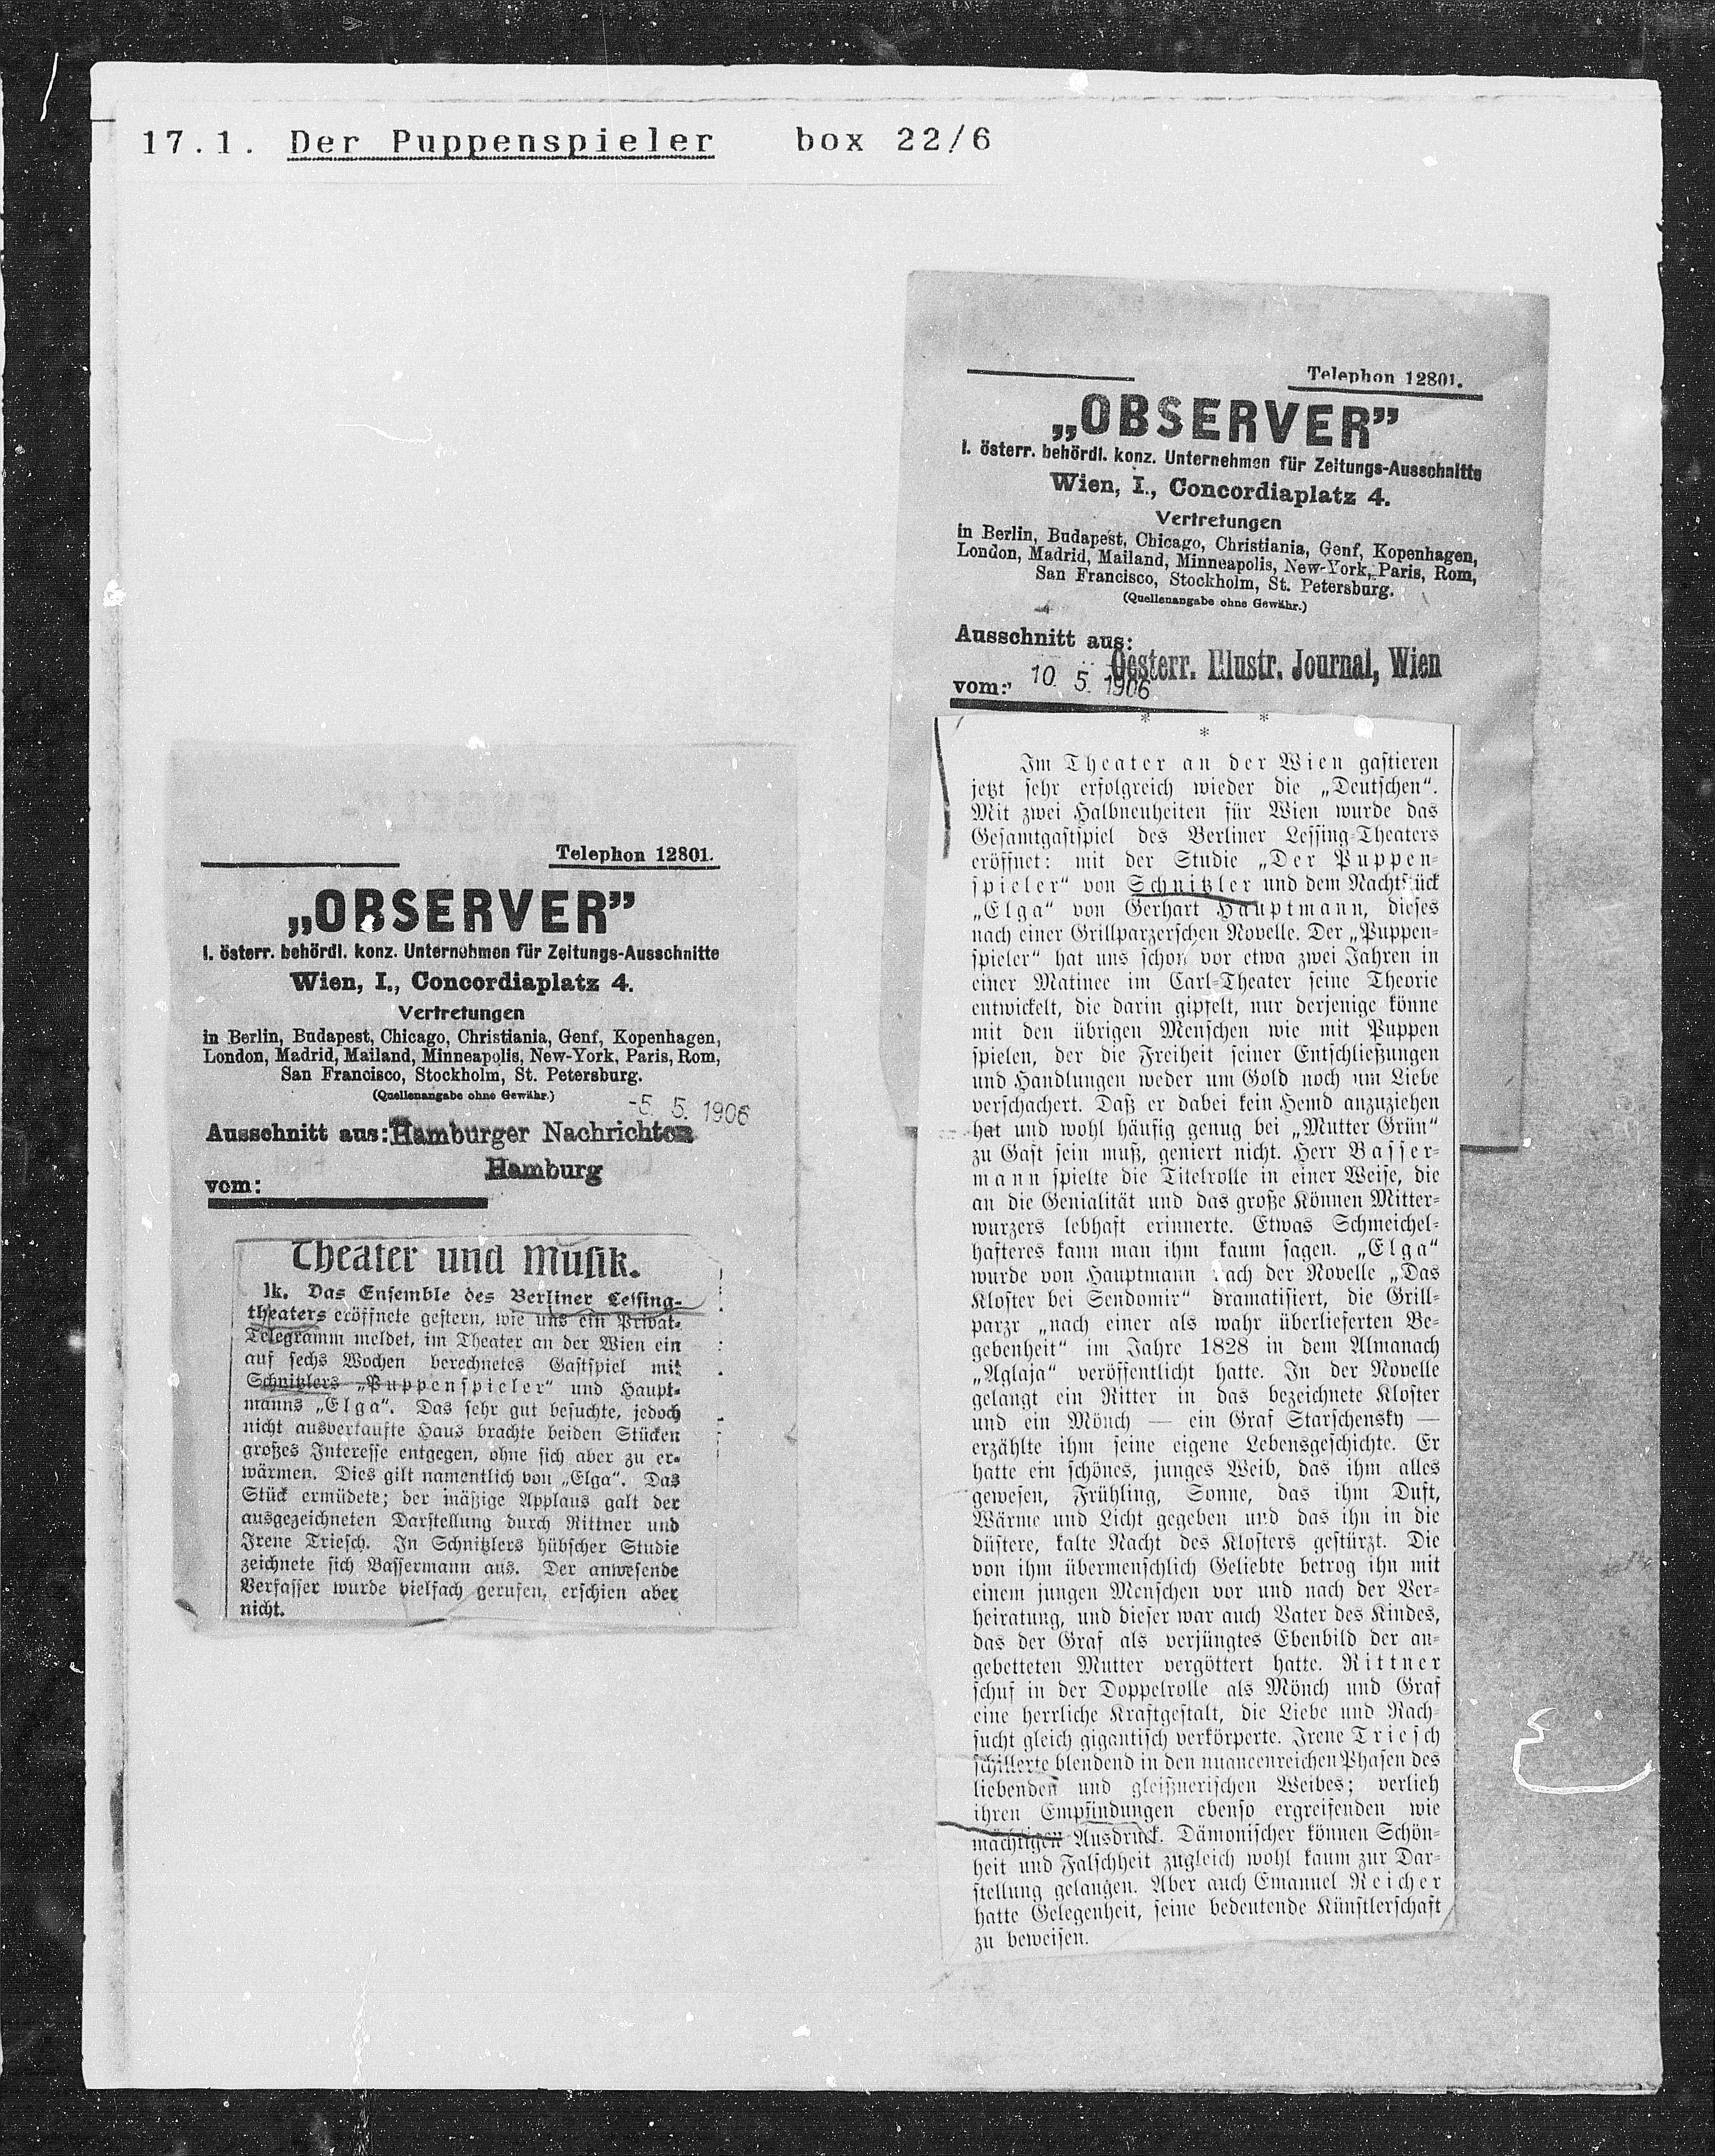 17.1. Der Puppenspieler box 22/6
Telephon 12801.
„OBSERVER”
I. österr. behördl. konz. Unternehmen für Zeitungs-Ausschnitte
Wien, I., Concordiaplatz 4.
Vertretungen
in Berlin, Budapest, Chicago, Christiania, Genf, Kopenhagen,
London, Madrid, Mailand, Minneapolis, New-York, Paris, Rom,
San Francisco, Stockholm, St. Petersburg.
(Quellenangabe ohne Gewähr.)
-5. 5. 1906
Ausschnitt aus: Hamburger Nachrichten
Hamburg
vom:
Theater und Musik.
lk. Das Ensemble des Berliner Lessing-
theaters eröffnete gestern, wie uns ein Privat-
Telegramm meldet, im Theater an der Wien ein
auf sechs Wochen berechnetes Gastspiel mit
Schnitzlers „Puppenspieler“ und Haupt-
manns „Elga“. Das sehr gut besuchte, jedoch
nicht ausverkaufte Haus brachte beiden Stücken
großes Interesse entgegen, ohne sich aber zu er-
wärmen. Dies gilt namentlich von „Elga“. Das
Stück ermüdete; der mäßige Applaus galt der
ausgezeichneten Darstellung durch Rittner und
Irene Triesch. In Schnitzlers hübscher Studie
zeichnete sich Bassermann aus. Der anwesende
Verfasser wurde vielfach gerufen, erschien aber
nicht.
Telephon 12801.
„OBSERVER”
I. österr. behördl. konz. Unternehmen für Zeitungs-Ausschnitte
Wien, I., Concordiaplatz 4.
Vertretungen
in Berlin, Budapest, Chicago, Christiania, Genf, Kopenhagen,
London, Madrid, Mailand, Minneapolis, New-York, Paris, Rom,
San Francisco, Stockholm, St. Petersburg.
(Quellenangabe ohne Gewähr.)
Ausschnitt aus:
Oesterr. Illustr. Journal, Wien
vom: 10. 5. 1906
* *
*
Im Theater an der Wien gastieren
jetzt sehr erfolgreich wieder die „Deutschen“.
Mit zwei Halbneuheiten für Wien wurde das
Gesamtgastspiel des Berliner Lessing-Theaters
eröffnet: mit der Studie „Der Puppen-
spieler“ von Schnitzler und dem Nachtstück
„Elga“ von Gerhart Hauptmann, dieses
nach einer Grillparzerschen Novelle. Der „Puppen-
spieler“ hat uns schon vor etwa zwei Jahren in
einer Matinee im Carl-Theater seine Theorie
entwickelt, die darin gipfelt, nur derjenige könne
mit den übrigen Menschen wie mit Puppen
spielen, der die Freiheit seiner Entschließungen
und Handlungen weder um Gold noch um Liebe
verschachert. Daß er dabei kein Hemd anzuziehen
hat und wohl häufig genug bei „Mutter Grün“
zu Gast sein muß, geniert nicht. Herr Basser-
mann spielte die Titelrolle in einer Weise, die
an die Genialität und das große Können Mitter-
wurzers lebhaft erinnerte. Etwas Schmeichel-
hafteres kann man ihm kaum sagen. „Elga“
wurde von Hauptmann nach der Novelle „Das
Kloster bei Sendomir“ dramatisiert, die Grill-
parzr „nach einer als wahr überlieferten Be-
gebenheit“ im Jahre 1828 in dem Almanach
„Aglaja“ veröffentlicht hatte. In der Novelle
gelangt ein Ritter in das bezeichnete Kloster
und ein Mönch — ein Graf Starschensky —
erzählte ihm seine eigene Lebensgeschichte. Er
hatte ein schönes, junges Weib, das ihm alles
gewesen, Frühling, Sonne, das ihm Duft,
Wärme und Licht gegeben und das ihn in die
düstere, kalte Nacht des Klosters gestürzt. Die
von ihm übermenschlich Geliebte betrog ihn mit
einem jungen Menschen vor und nach der Ver-
heiratung, und dieser war auch Vater des Kindes,
das der Graf als verjüngtes Ebenbild der an-
gebetteten Mutter vergöttert hatte. Rittner
schuf in der Doppelrolle als Mönch und Graf
eine herrliche Kraftgestalt, die Liebe und Rach-
sucht gleich gigantisch verkörperte. Irene Triesch
schillerte blendend in den nuancenreichen Phasen des
liebenden und gleißnerischen Weibes; verlieh
ihren Empfindungen ebenso ergreifenden wie
mächtigen Ausdruck. Dämonischer können Schön-
heit und Falschheit zugleich wohl kaum zur Dar-
stellung gelangen. Aber auch Emanuel Reicher
hatte Gelegenheit, seine bedeutende Künstlerschaft
zu beweisen.